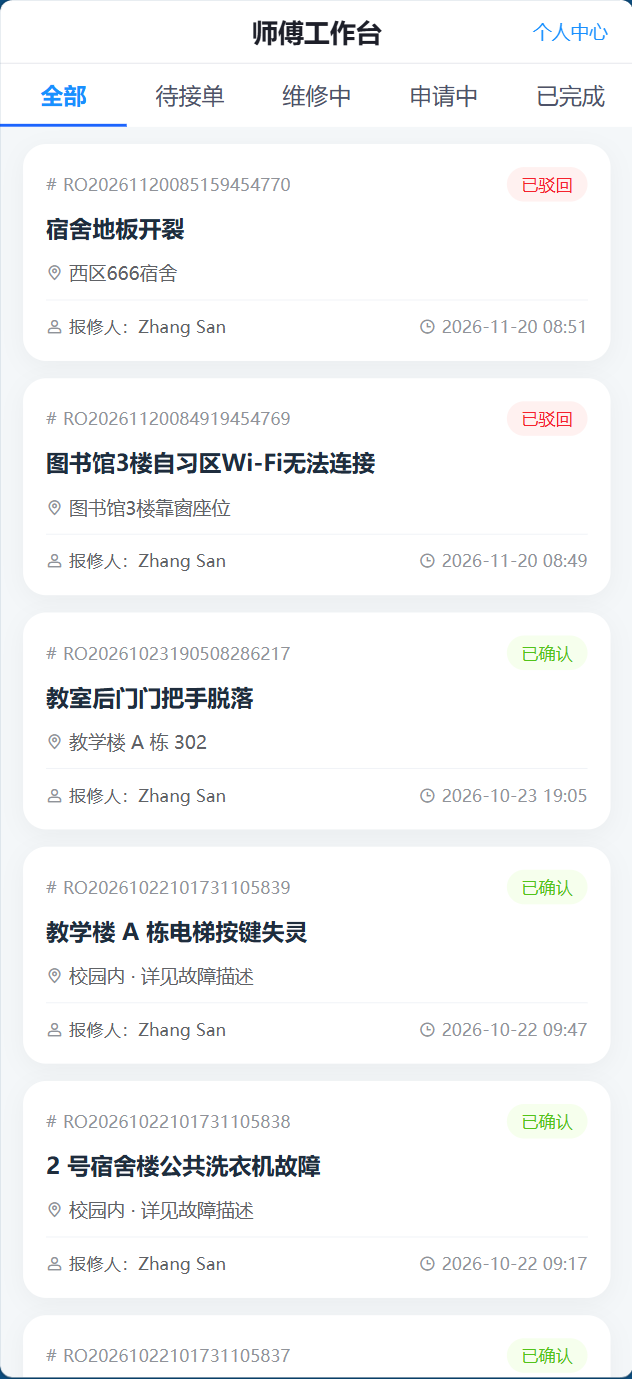 师傅工作台
个人中心
全部 待接单 维修中 申请中 已完成
# RO20261120085159454770 已驳回
宿舍地板开裂
西区666宿舍
报修人：Zhang San 2026-11-20 08:51
# RO20261120084919454769 已驳回
图书馆3楼自习区Wi-Fi无法连接
图书馆3楼靠窗座位
报修人：Zhang San 2026-11-20 08:49
# RO20261023190508286217 已确认
教室后门门把手脱落
教学楼 A 栋 302
报修人：Zhang San 2026-10-23 19:05
# RO20261022101731105839 已确认
教学楼 A 栋电梯按键失灵
校园内 · 详见故障描述
报修人：Zhang San 2026-10-22 09:47
# RO20261022101731105838 已确认
2 号宿舍楼公共洗衣机故障
校园内 · 详见故障描述
报修人：Zhang San 2026-10-22 09:17
# RO20261022101731105837 已确认